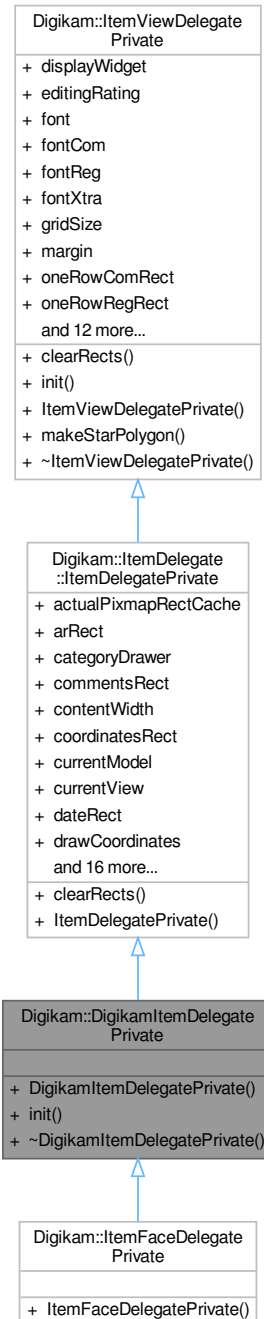 Digikam::ItemViewDelegate
Private
+ displayWidget
+ editingRating
+ font
+ fontCom
+ fontReg
+ fontXtra
+ gridSize
+ margin
+ oneRowComRect
+ oneRowRegRect
and 12 more...
+ clearRects()
+ init()
+ ItemViewDelegatePrivate()
+ makeStarPolygon()
+ ~ItemViewDelegatePrivate()
Digikam::ItemDelegate
::ItemDelegatePrivate
+ actualPixmapRectCache
+ arRect
+ categoryDrawer
+ commentsRect
+ contentWidth
+ coordinatesRect
+ currentModel
+ currentView
+ dateRect
+ drawCoordinates
and 16 more...
+ clearRects()
+ ItemDelegatePrivate()
Digikam::DigikamItemDelegate
Private
+ DigikamItemDelegatePrivate()
+ init()
+ ~DigikamItemDelegatePrivate()
Digikam::ItemFaceDelegate
Private
+ ItemFaceDelegatePrivate()